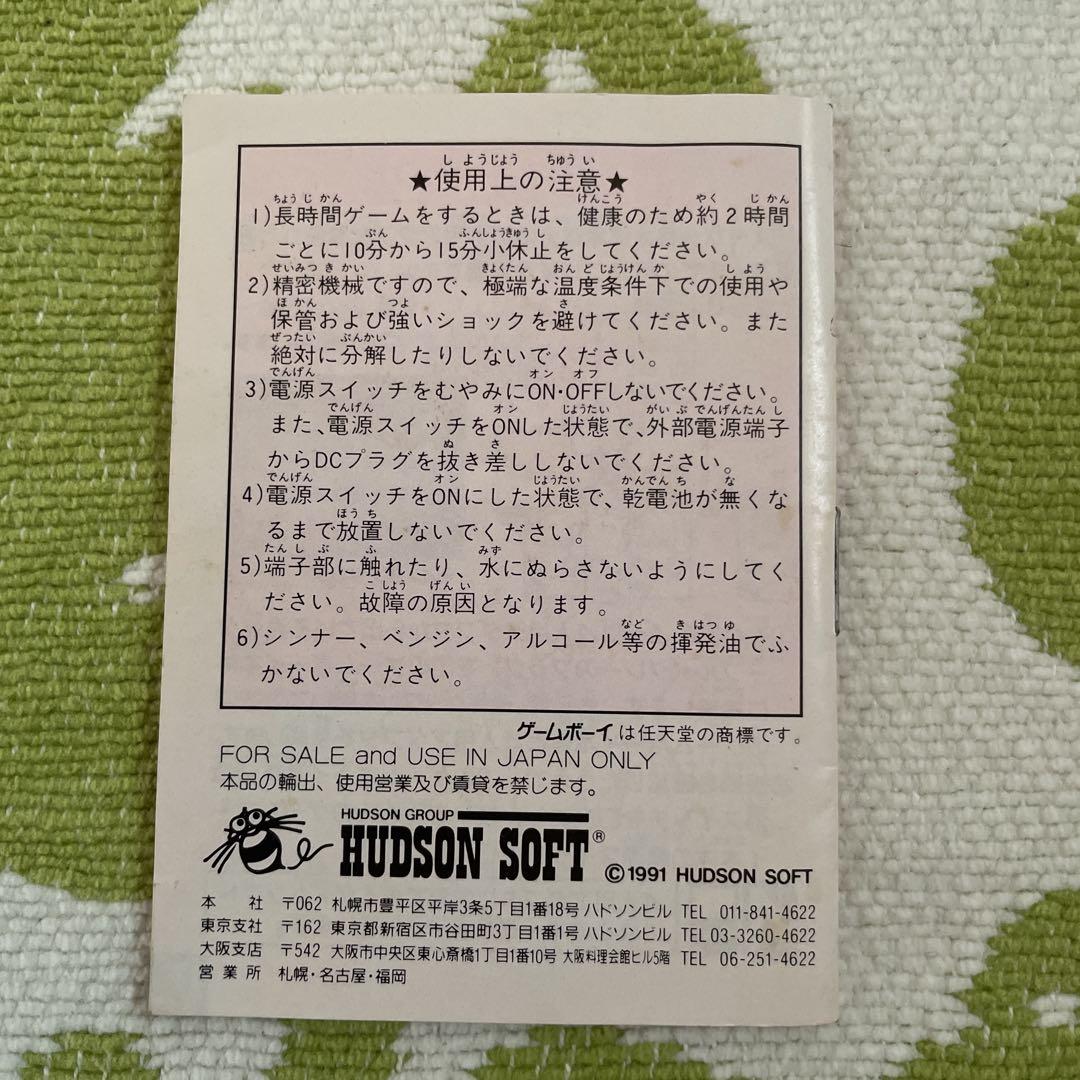 ★使用上の注意★
1)長時間ゲームをするときは、健康のため約2時間
ごとに10分から15分小休止をしてください。
2)精密機械ですので、極端な温度条件下での使用や
保管および強いショックを避けてください。また
絶対に分解したりしないでください。
3)電源スイッチをむやみにON・OFFしないでください。
また、電源スイッチをONした状態で、外部電源端子
からDCプラグを抜き差ししないでください。
4)電源スイッチをONにした状態で、乾電池が無くな
るまで放置しないでください。
5)端子部に触れたり、水にぬらさないようにしてく
ださい。故障の原因となります。
6)シンナー、ベンジン、アルコール等の揮発油でふ
かないでください。
ゲームボーイは任天堂の商標です。
FOR SALE and USE IN JAPAN ONLY
本品の輸出、使用営業及び賃貸を禁じます。
HUDSON GROUP
HUDSON SOFT®
©1991 HUDSON SOFT
本社 〒062 札幌市豊平区平岸3条5丁目1番18号 ハドソンビル TEL 011-841-4622
東京支社 〒162 東京都新宿区市谷田町3丁目1番1号 ハドソンビル TEL 03-3260-4622
大阪支店 〒542 大阪市中央区東心斎橋1丁目1番10号 大阪料理会館ビル5階 TEL 06-251-4622
営業所 札幌・名古屋・福岡